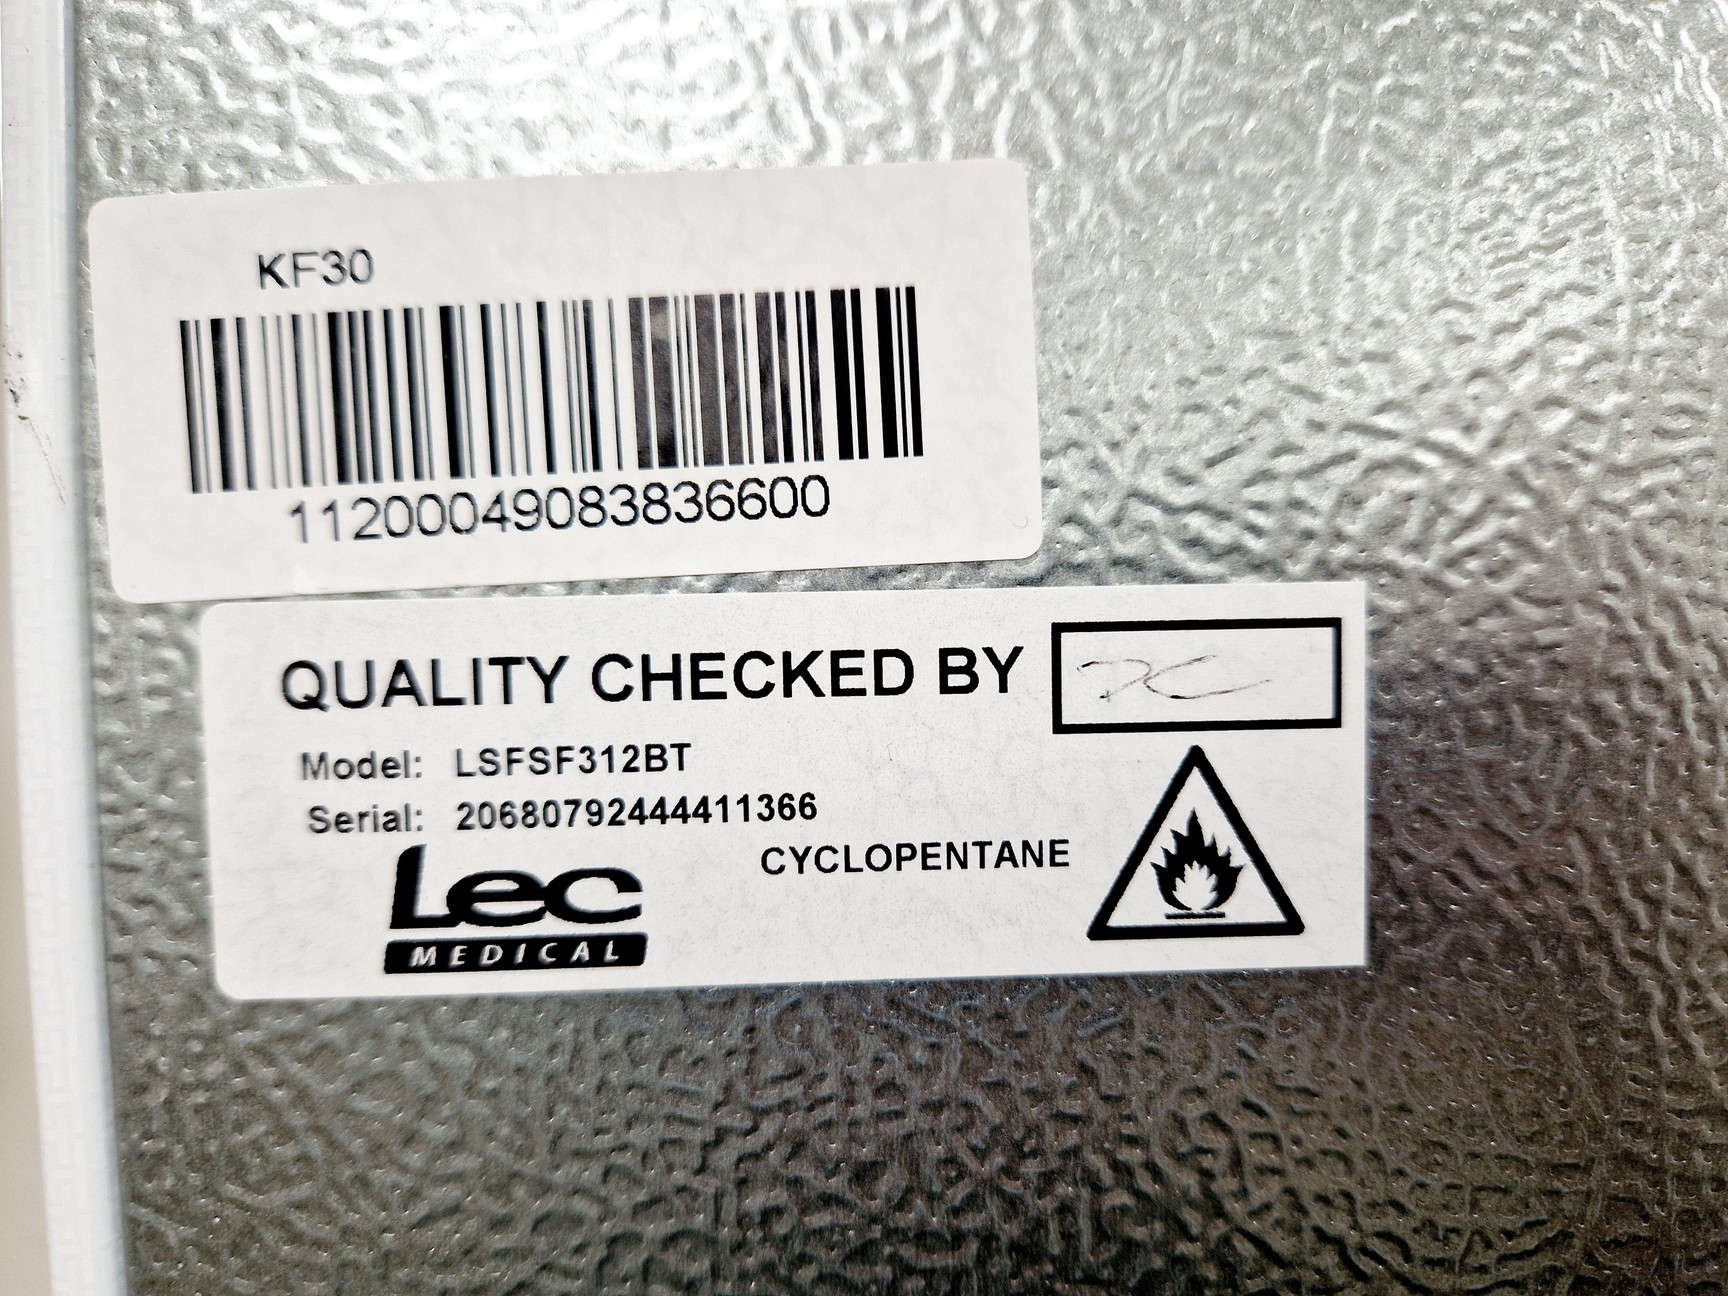 KF30
11200049083836600
QUALITY CHECKED BY
Model: LSFSF312BT
Serial: 20680792444411366
CYCLOPENTANE
Lec
MEDICAL